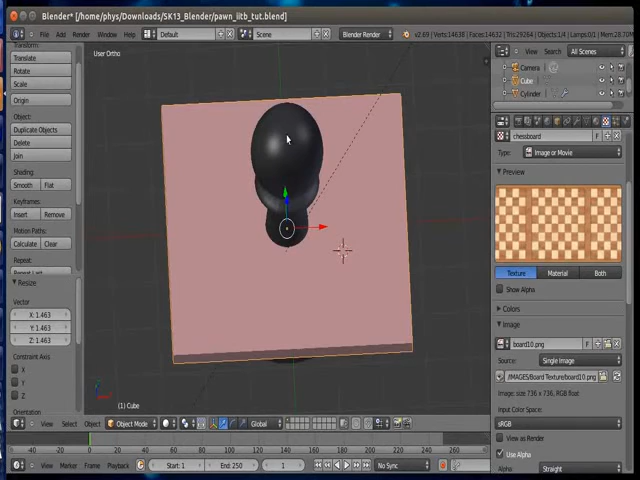 Blender* [/home/phys/Downloads/SK13_Blender/pawn_iitb_tut.blend]
File Add Render Window Help Default Scene Blender Render v2.69 | Verts:14638 | Faces:14632 | Tris:29264 | Objects:1/4 | Lamps:0/1 | Mem:28.70M
Transform:
Translate
Rotate
Scale
Origin
Object:
Duplicate Objects
Delete
Join
Shading
Smooth Flat
Keyframes:
Insert Remove
Motion Paths:
Calculate Clear
Repeat:
Repeat Last
Resize
Vector
X: 1.463
Y: 1.463
Z: 1.463
Constraint Axis
X
Y
Z
Orientation
User Ortho
(1) Cube
View Search All Scenes
Camera
Cube
Cylinder
chessboard F
Type: Image or Movie
Preview
Texture Material Both
Show Alpha
Colors
Image
board10.png F
Source: Single Image
/IMAGES/Board Texture/board10.png
Image: size 736 x 736, RGB float
Input Color Space:
sRGB
View as Render
Use Alpha
Alpha: Straight
View Select Add Object Object Mode Global
-40 -20 0 20 40 60 80 100 120 140 160 180 200 220 240 260
View Marker Frame Playback Start: 1 End: 250 1 No Sync